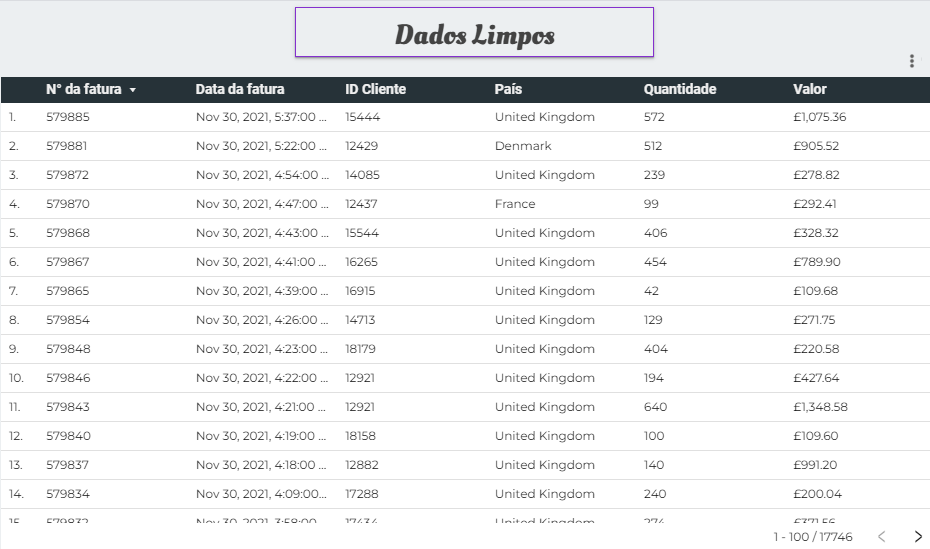 Dados Limpos
N° da fatura Data da fatura ID Cliente País Quantidade Valor
1. 579885 Nov 30, 2021, 5:37:00 ... 15444 United Kingdom 572 £1,075.36
2. 579881 Nov 30, 2021, 5:22:00 ... 12429 Denmark 512 £905.52
3. 579872 Nov 30, 2021, 4:54:00 ... 14085 United Kingdom 239 £278.82
4. 579870 Nov 30, 2021, 4:47:00 ... 12437 France 99 £292.41
5. 579868 Nov 30, 2021, 4:43:00 ... 15544 United Kingdom 406 £328.32
6. 579867 Nov 30, 2021, 4:41:00 ... 16265 United Kingdom 454 £789.90
7. 579865 Nov 30, 2021, 4:39:00 ... 16915 United Kingdom 42 £109.68
8. 579854 Nov 30, 2021, 4:26:00 ... 14713 United Kingdom 129 £271.75
9. 579848 Nov 30, 2021, 4:23:00 ... 18179 United Kingdom 404 £220.58
10. 579846 Nov 30, 2021, 4:22:00 ... 12921 United Kingdom 194 £427.64
11. 579843 Nov 30, 2021, 4:21:00 ... 12921 United Kingdom 640 £1,348.58
12. 579840 Nov 30, 2021, 4:19:00 ... 18158 United Kingdom 100 £109.60
13. 579837 Nov 30, 2021, 4:18:00 ... 12882 United Kingdom 140 £991.20
14. 579834 Nov 30, 2021, 4:09:00... 17288 United Kingdom 240 £200.04
15. 579832 Nov 30, 2021, 3:58:00 ... 17434 United Kingdom 274 £371.56
1 - 100 / 17746